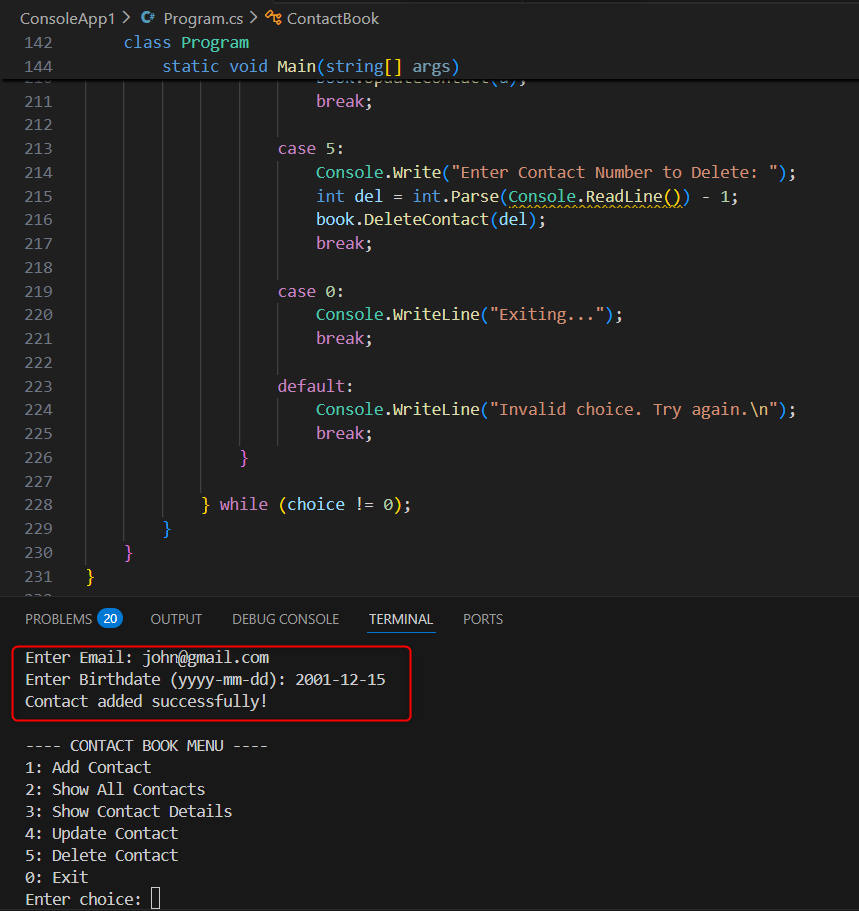 ConsoleApp1 > C# Program.cs > ContactBook
142 class Program
144 static void Main(string[] args)
book.UpdateContact(u);
211 break;
212
213 case 5:
214 Console.Write("Enter Contact Number to Delete: ");
215 int del = int.Parse(Console.ReadLine()) - 1;
216 book.DeleteContact(del);
217 break;
218
219 case 0:
220 Console.WriteLine("Exiting...");
221 break;
222
223 default:
224 Console.WriteLine("Invalid choice. Try again.\n");
225 break;
226 }
227
228 } while (choice != 0);
229 }
230 }
231 }
PROBLEMS 20 OUTPUT DEBUG CONSOLE TERMINAL PORTS
Enter Email: john@gmail.com
Enter Birthdate (yyyy-mm-dd): 2001-12-15
Contact added successfully!
---- CONTACT BOOK MENU ----
1: Add Contact
2: Show All Contacts
3: Show Contact Details
4: Update Contact
5: Delete Contact
0: Exit
Enter choice: